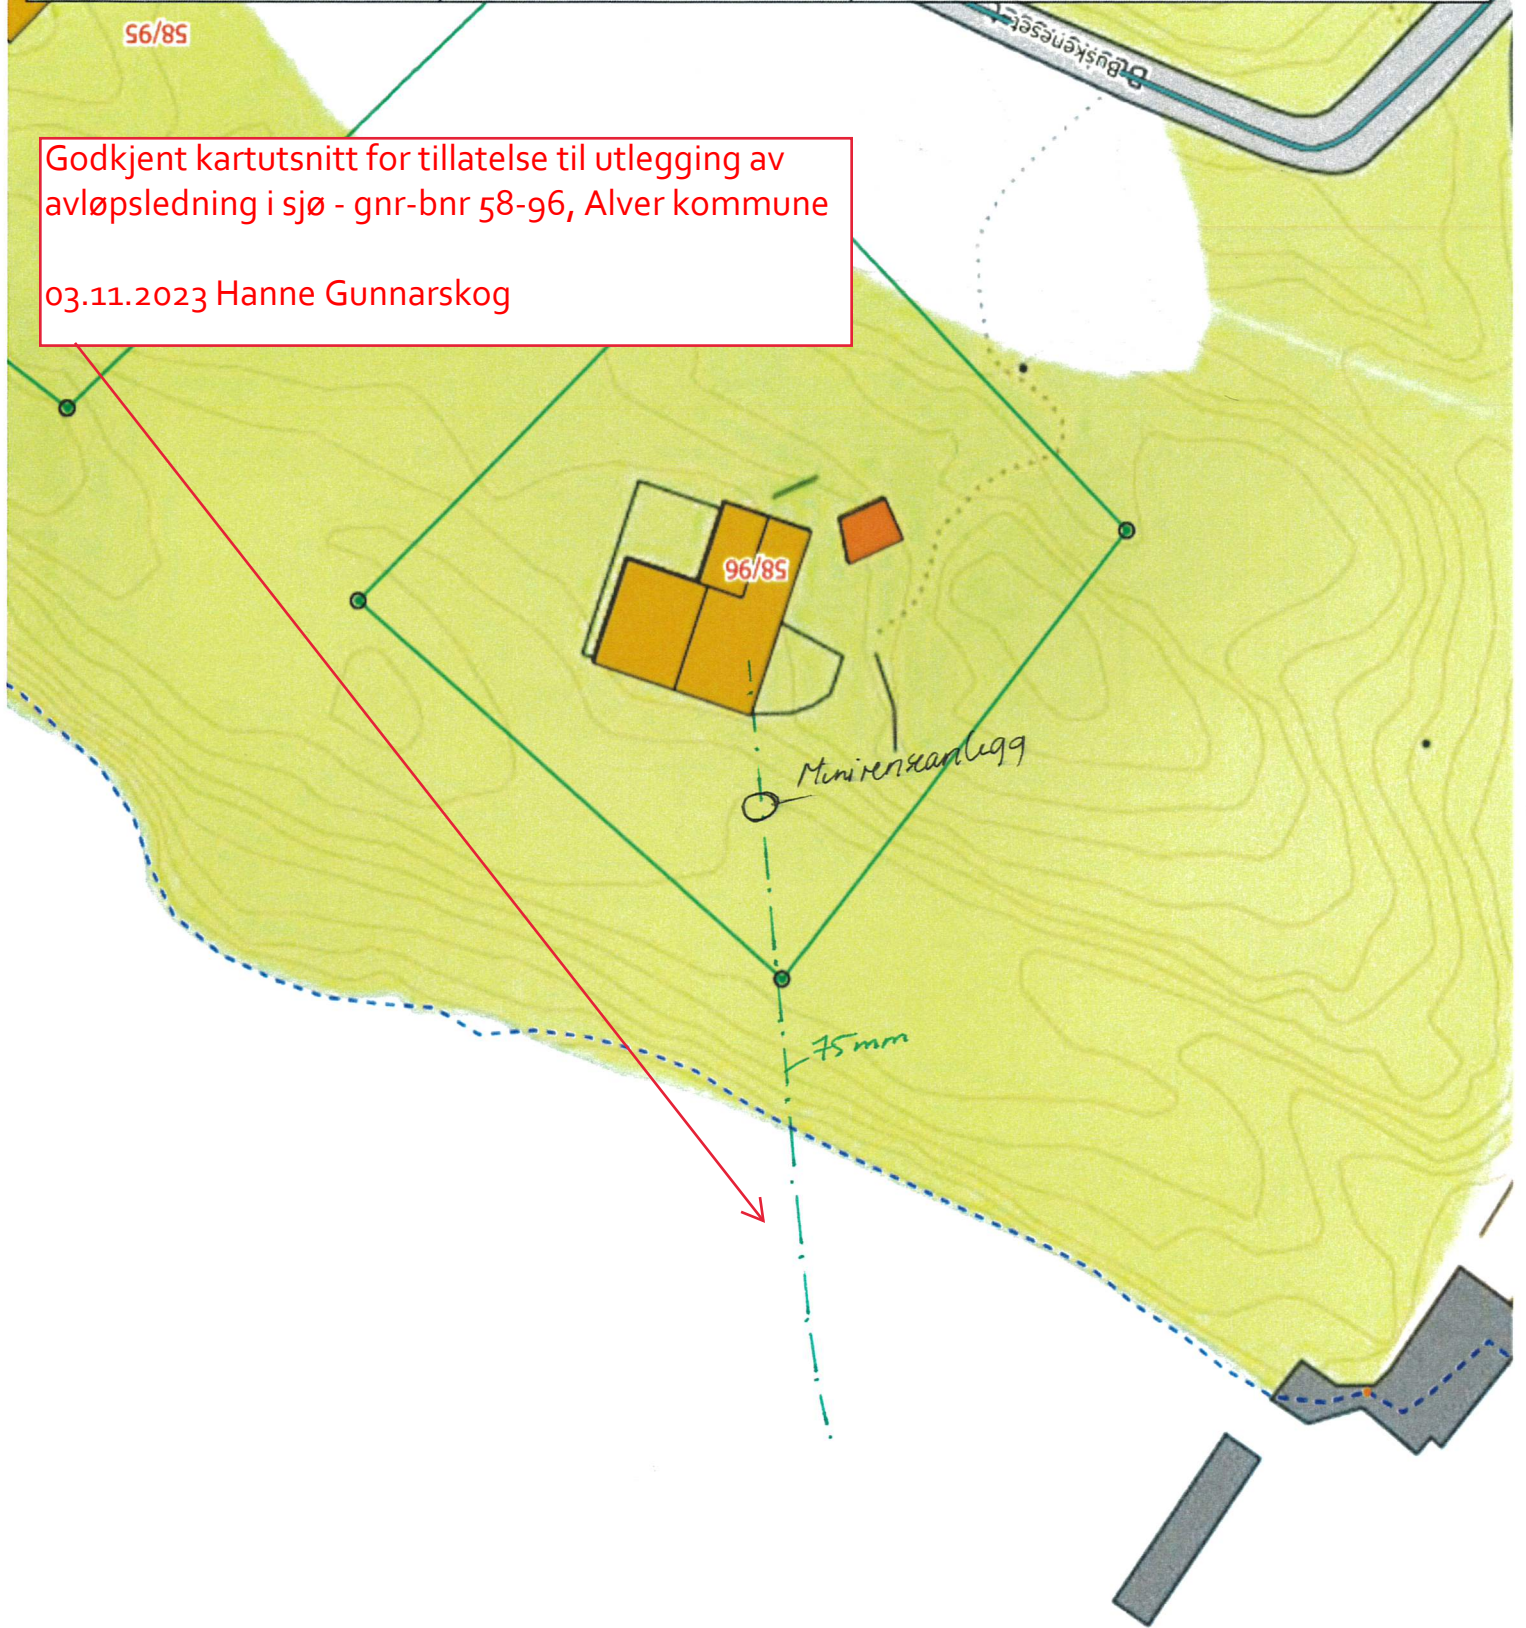 58/95
Buskeneset
Godkjent kartutsnitt for tillatelse til utlegging av
avløpsledning i sjø - gnr-bnr 58-96, Alver kommune
03.11.2023 Hanne Gunnarskog
58/96
Minirenseanlegg
75mm